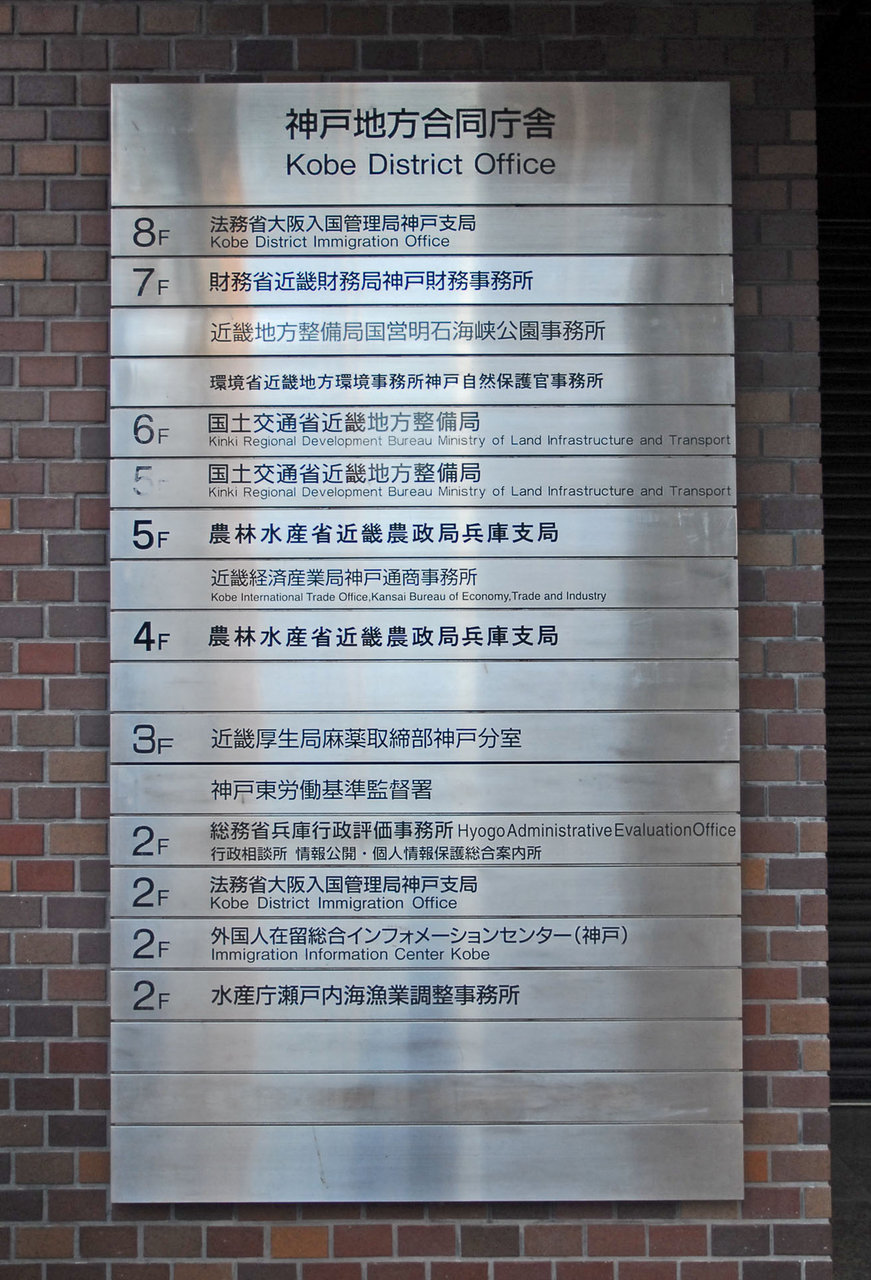 神戸地方合同庁舎
Kobe District Office
8F 法務省大阪入国管理局神戸支局
Kobe District Immigration Office
7F 財務省近畿財務局神戸財務事務所
近畿地方整備局国営明石海峡公園事務所
環境省近畿地方環境事務所神戸自然保護官事務所
6F 国土交通省近畿地方整備局
Kinki Regional Development Bureau Ministry of Land Infrastructure and Transport
5 国土交通省近畿地方整備局
Kinki Regional Development Bureau Ministry of Land Infrastructure and Transport
5F 農林水産省近畿農政局兵庫支局
近畿経済産業局神戸通商事務所
Kobe International Trade Office,Kansai Bureau of Economy,Trade and Industry
4F 農林水産省近畿農政局兵庫支局
3F 近畿厚生局麻薬取締部神戸分室
神戸東労働基準監督署
2F 総務省兵庫行政評価事務所 Hyogo Administrative Evaluation Office
行政相談所 情報公開・個人情報保護総合案内所
2F 法務省大阪入国管理局神戸支局
Kobe District Immigration Office
2F 外国人在留総合インフォメーションセンター(神戸)
Immigration Information Center Kobe
2F 水産庁瀬戸内海漁業調整事務所